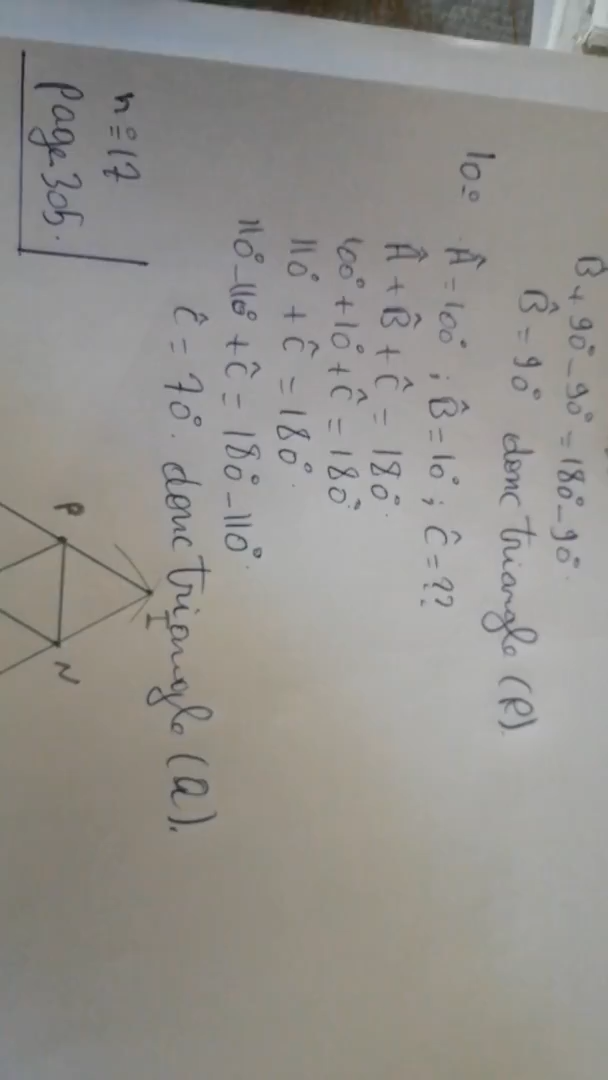 B̂ + 90° - 90° = 180° - 90°.
B̂ = 90° donc triangle (R).
10= Â = 100° ; B̂ = 10° ; Ĉ = ??
Â + B̂ + Ĉ = 180°.
100° + 10° + Ĉ = 180°
110° + Ĉ = 180°.
110° - 110° + Ĉ = 180° - 110°.
Ĉ = 70°. donc triangle (a).
n= 17
page 305.
I
P
N